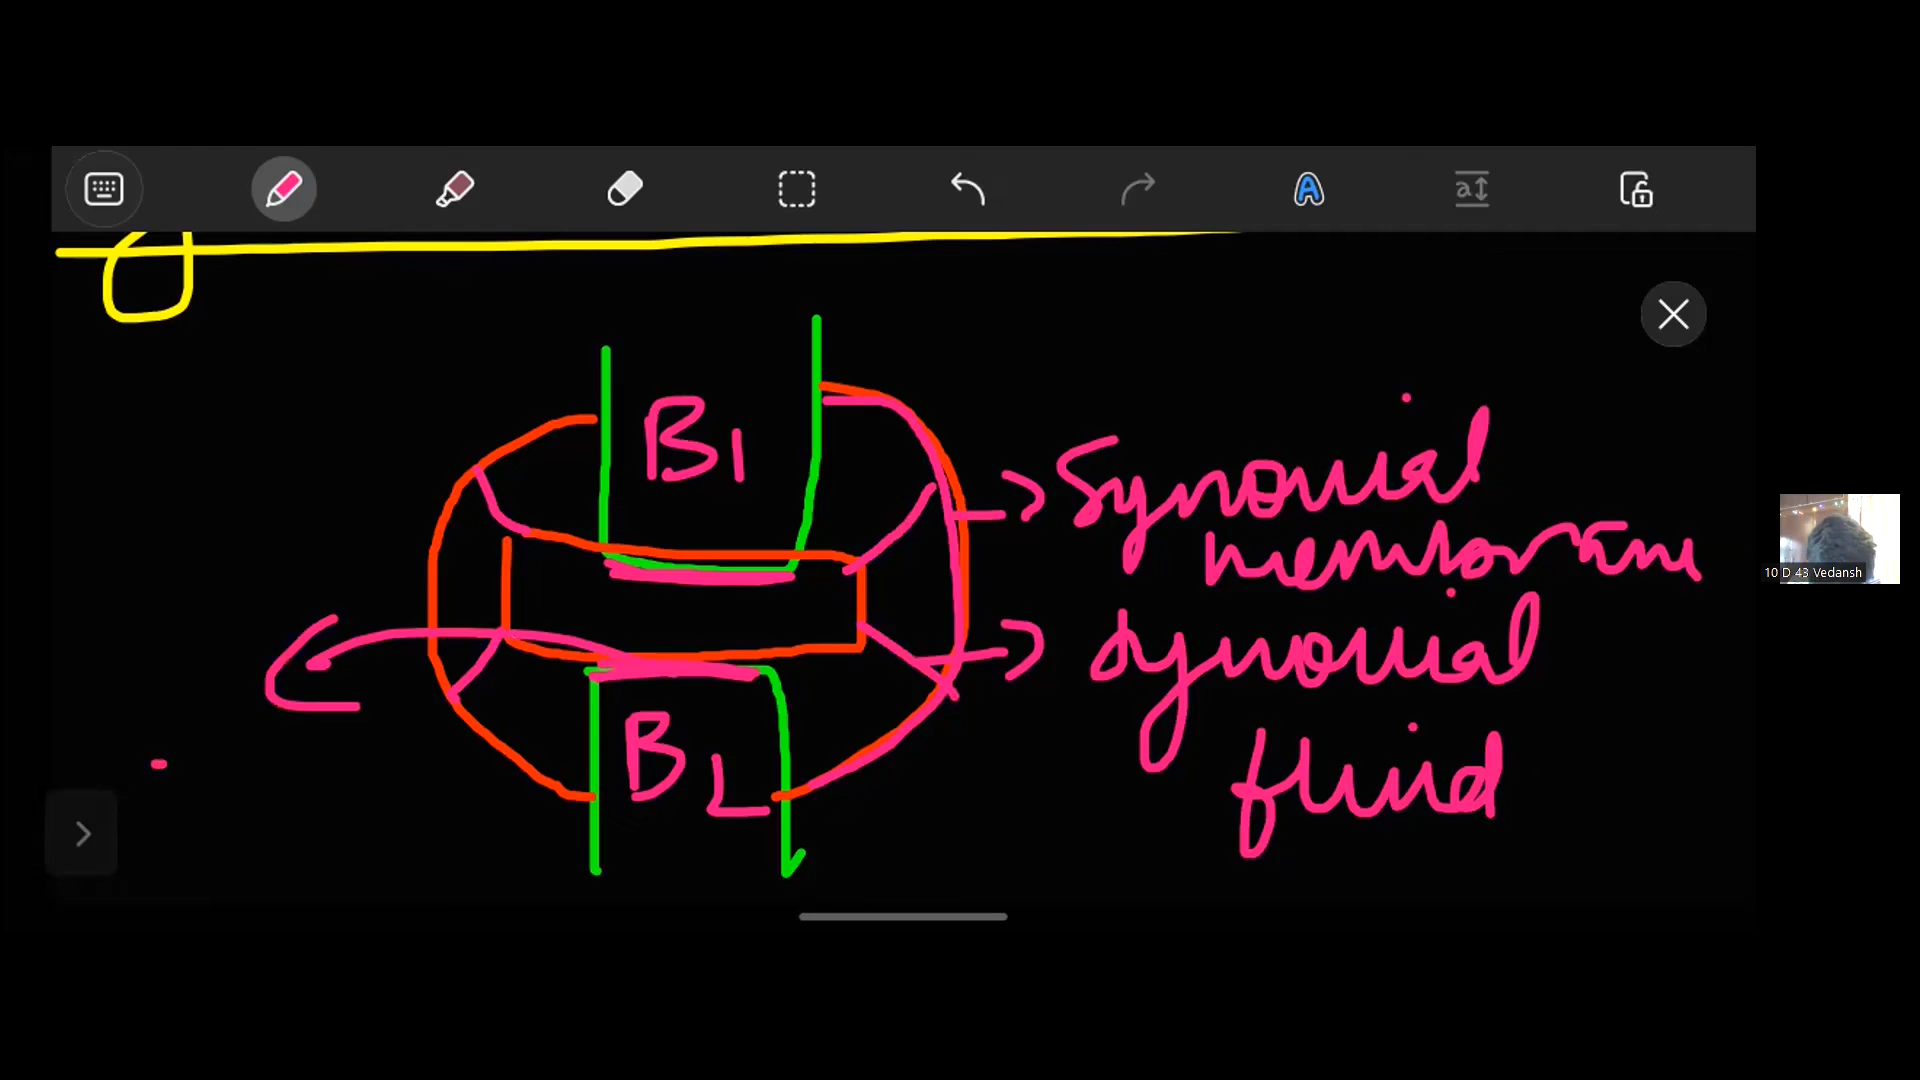 B1
Synovial
membrane
B2
synovial
fluid
10 D 43 Vedansh